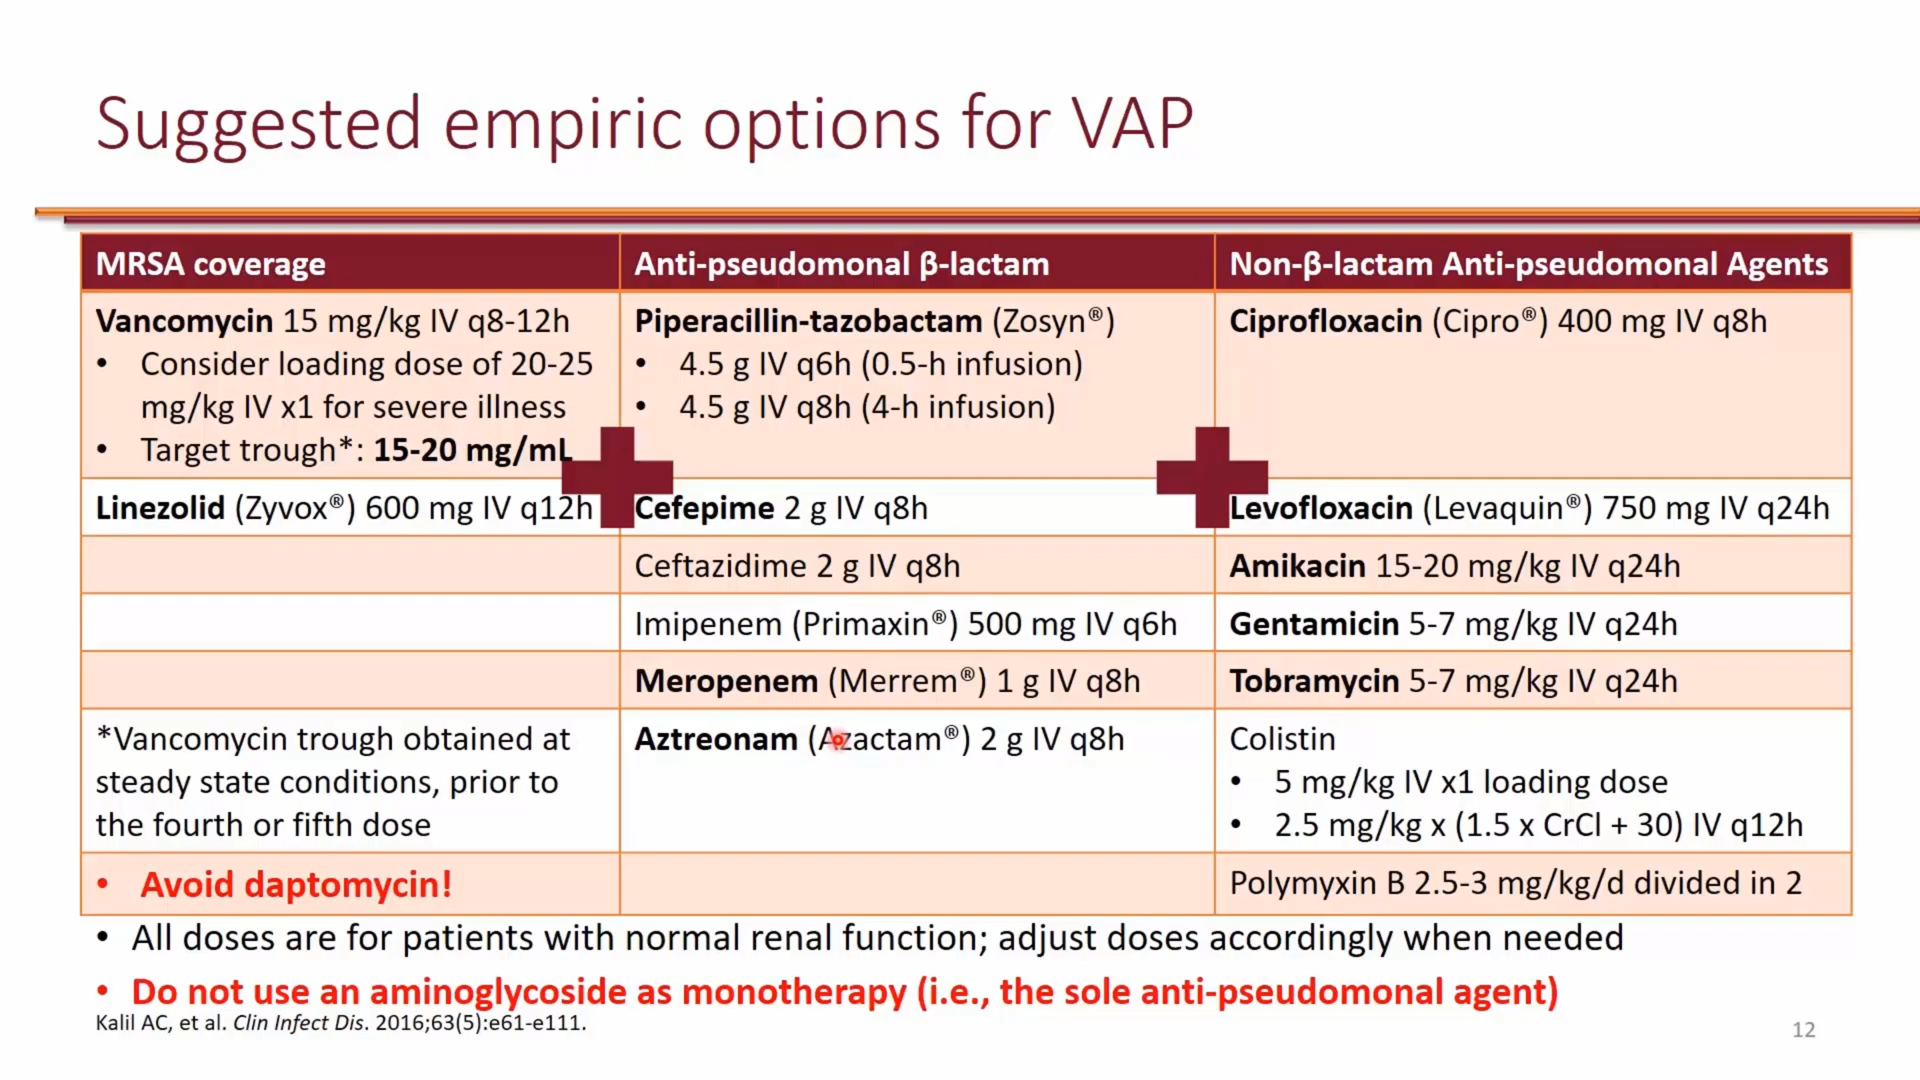 Suggested empiric options for VAP
MRSA coverage
Anti-pseudomonal β-lactam
Non-β-lactam Anti-pseudomonal Agents
Vancomycin 15 mg/kg IV q8-12h
• Consider loading dose of 20-25
mg/kg IV x1 for severe illness
• Target trough*: 15-20 mg/mL
Piperacillin-tazobactam (Zosyn®)
• 4.5 g IV q6h (0.5-h infusion)
• 4.5 g IV q8h (4-h infusion)
Ciprofloxacin (Cipro®) 400 mg IV q8h
Linezolid (Zyvox®) 600 mg IV q12h
Cefepime 2 g IV q8h
Levofloxacin (Levaquin®) 750 mg IV q24h
Ceftazidime 2 g IV q8h
Amikacin 15-20 mg/kg IV q24h
Imipenem (Primaxin®) 500 mg IV q6h
Gentamicin 5-7 mg/kg IV q24h
Meropenem (Merrem®) 1 g IV q8h
Tobramycin 5-7 mg/kg IV q24h
*Vancomycin trough obtained at
steady state conditions, prior to
the fourth or fifth dose
Aztreonam (Azactam®) 2 g IV q8h
Colistin
• 5 mg/kg IV x1 loading dose
• 2.5 mg/kg x (1.5 x CrCl + 30) IV q12h
• Avoid daptomycin!
Polymyxin B 2.5-3 mg/kg/d divided in 2
• All doses are for patients with normal renal function; adjust doses accordingly when needed
• Do not use an aminoglycoside as monotherapy (i.e., the sole anti-pseudomonal agent)
Kalil AC, et al. Clin Infect Dis. 2016;63(5):e61-e111.
12